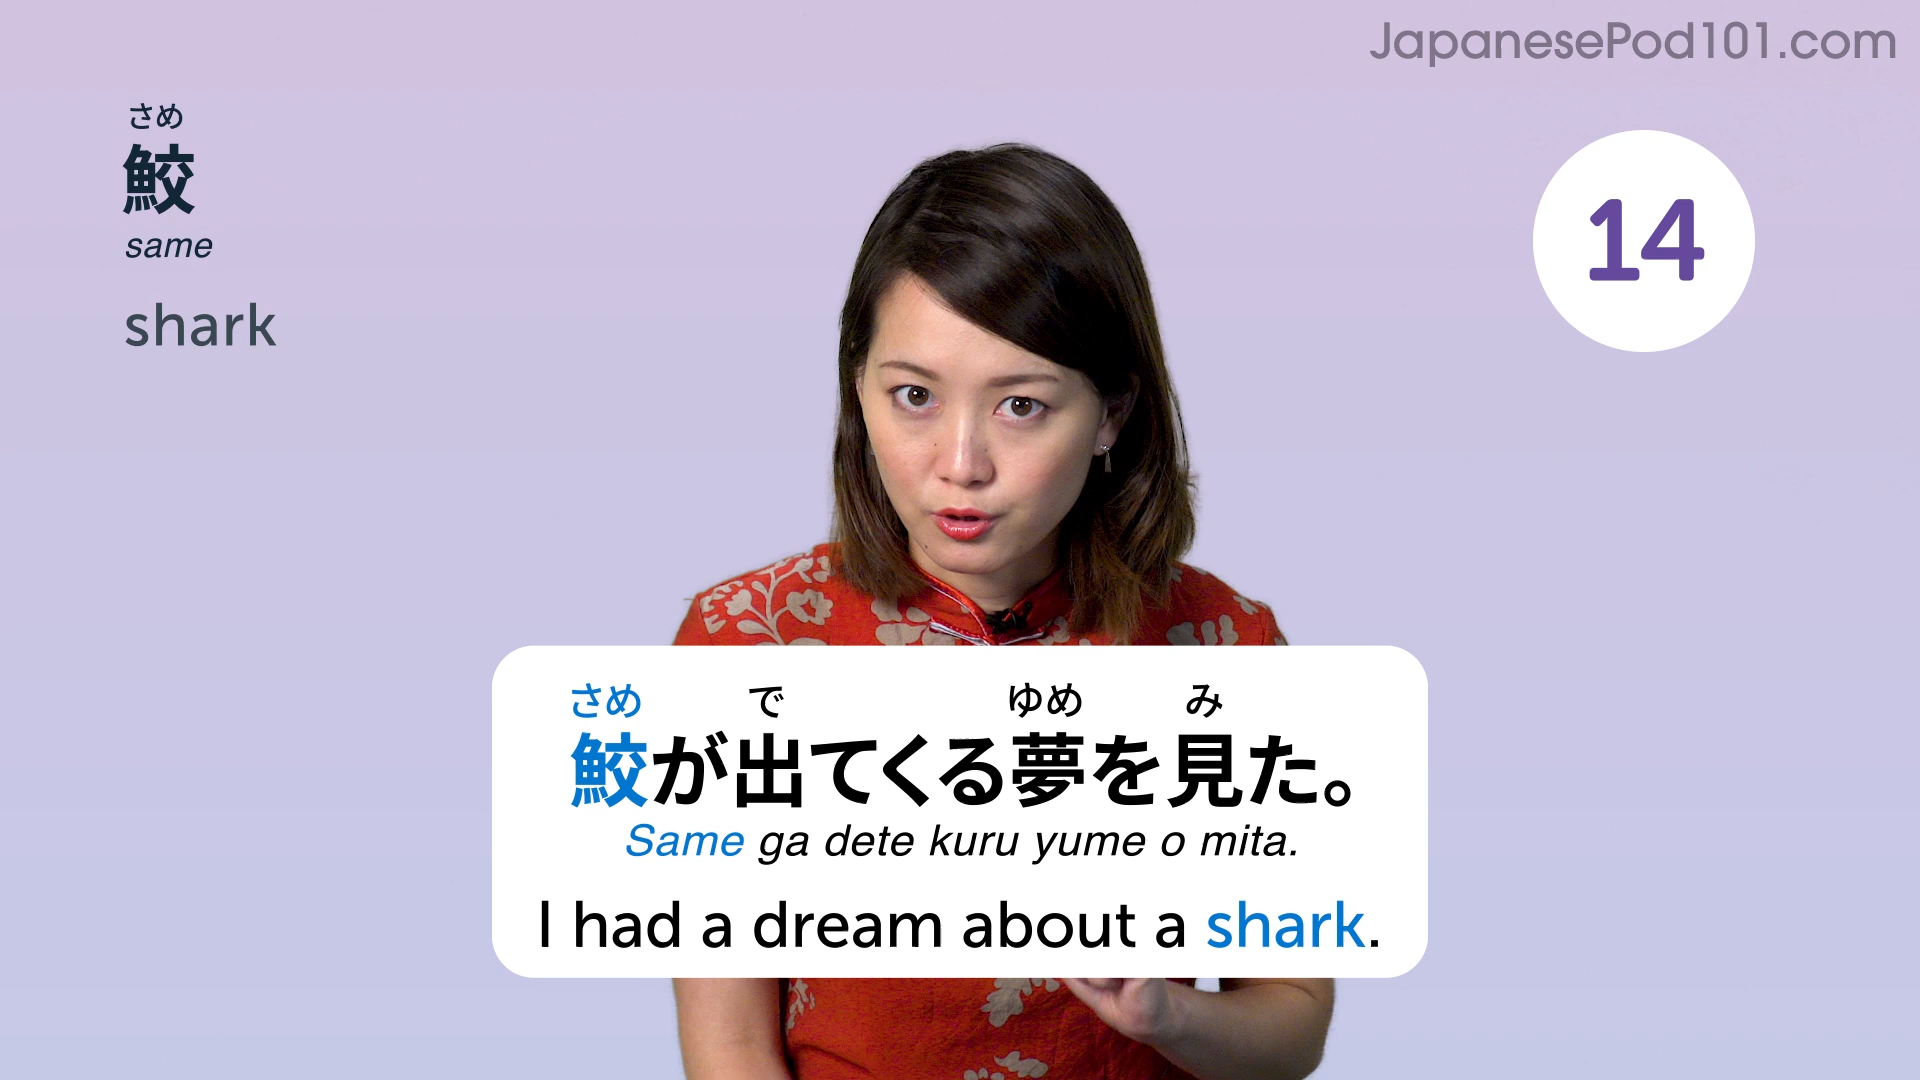 JapanesePod101.com
さめ
鮫
same
shark
14
さめ で ゆめ み
鮫が出てくる夢を見た。
Same ga dete kuru yume o mita.
I had a dream about a shark.